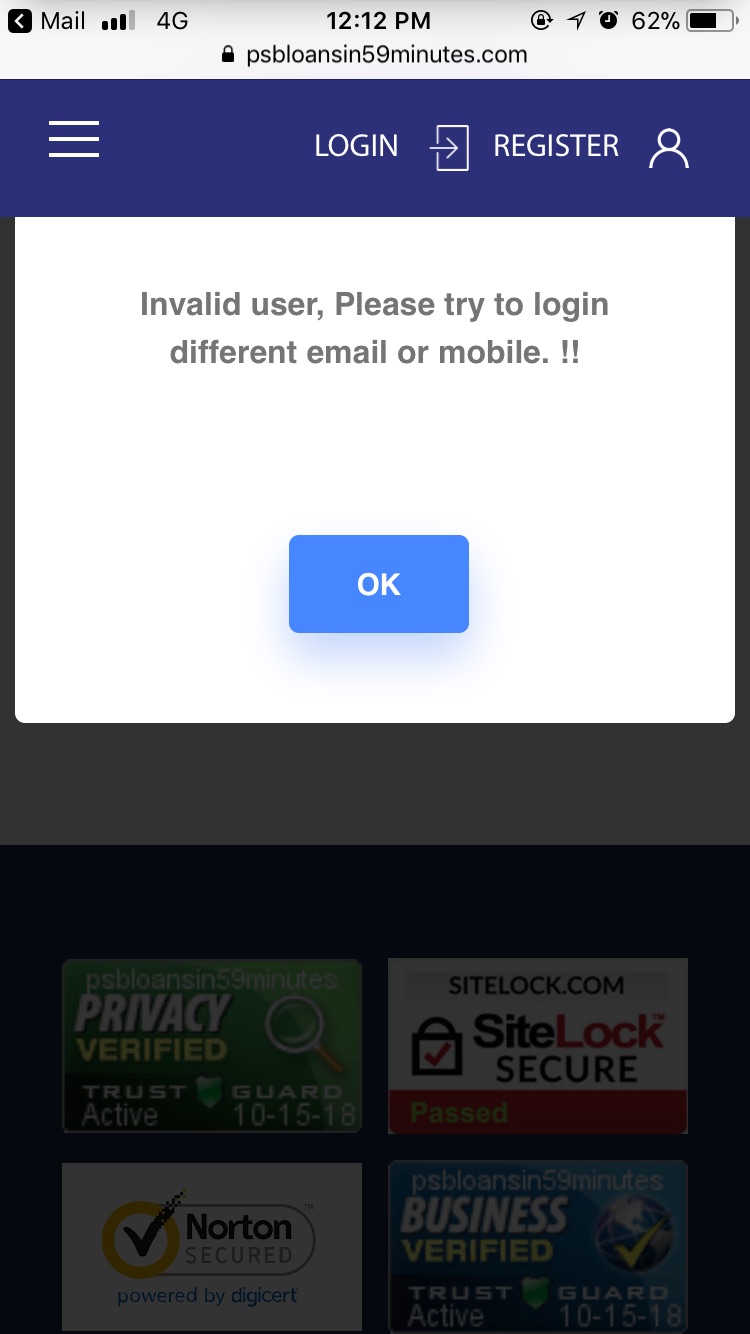 Mail 4G 12:12 PM 62%
psbloansin59minutes.com
LOGIN REGISTER
Invalid user, Please try to login
different email or mobile. !!
OK
psbloansin59minutes
PRIVACY
VERIFIED
TRUST GUARD
Active 10-15-18
SITELOCK.COM
SiteLock™
SECURE
Passed
Norton™
SECURED
powered by digicert
psbloansin59minutes
BUSINESS
VERIFIED
TRUST GUARD
Active 10-15-18